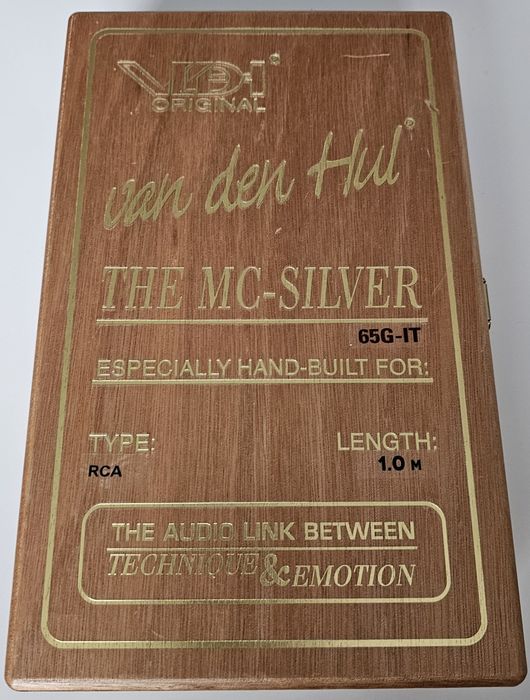 VDH®
ORIGINAL
van den Hul®
THE MC-SILVER
65G-IT
ESPECIALLY HAND-BUILT FOR:
TYPE: LENGTH:
RCA 1.0 M
THE AUDIO LINK BETWEEN
TECHNIQUE & EMOTION